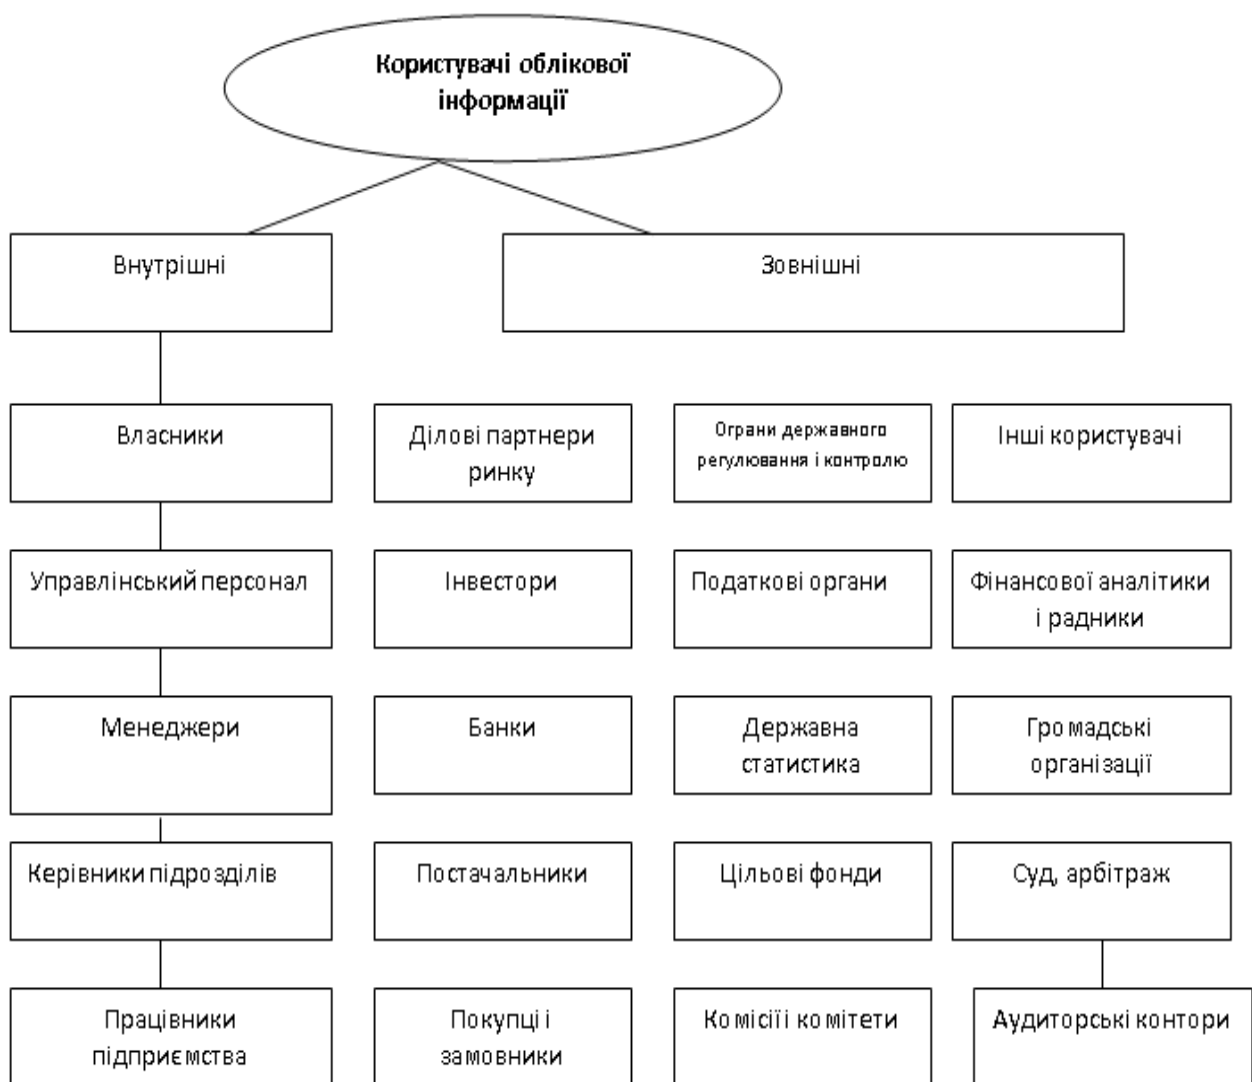 Користувачі облікової
інформації
Внутрішні
Зовнішні
Власники
Ділові партнери
ринку
Ограни державного
регулювання і контролю
Інші користувачі
Управлінський персонал
Інвестори
Податкові органи
Фінансової аналітики
і радники
Менеджери
Банки
Державна
статистика
Громадські
організації
Керівники підрозділів
Постачальники
Цільові фонди
Суд, арбітраж
Працівники
підприємства
Покупці і
замовники
Комісіїі комітети
Аудиторські контори